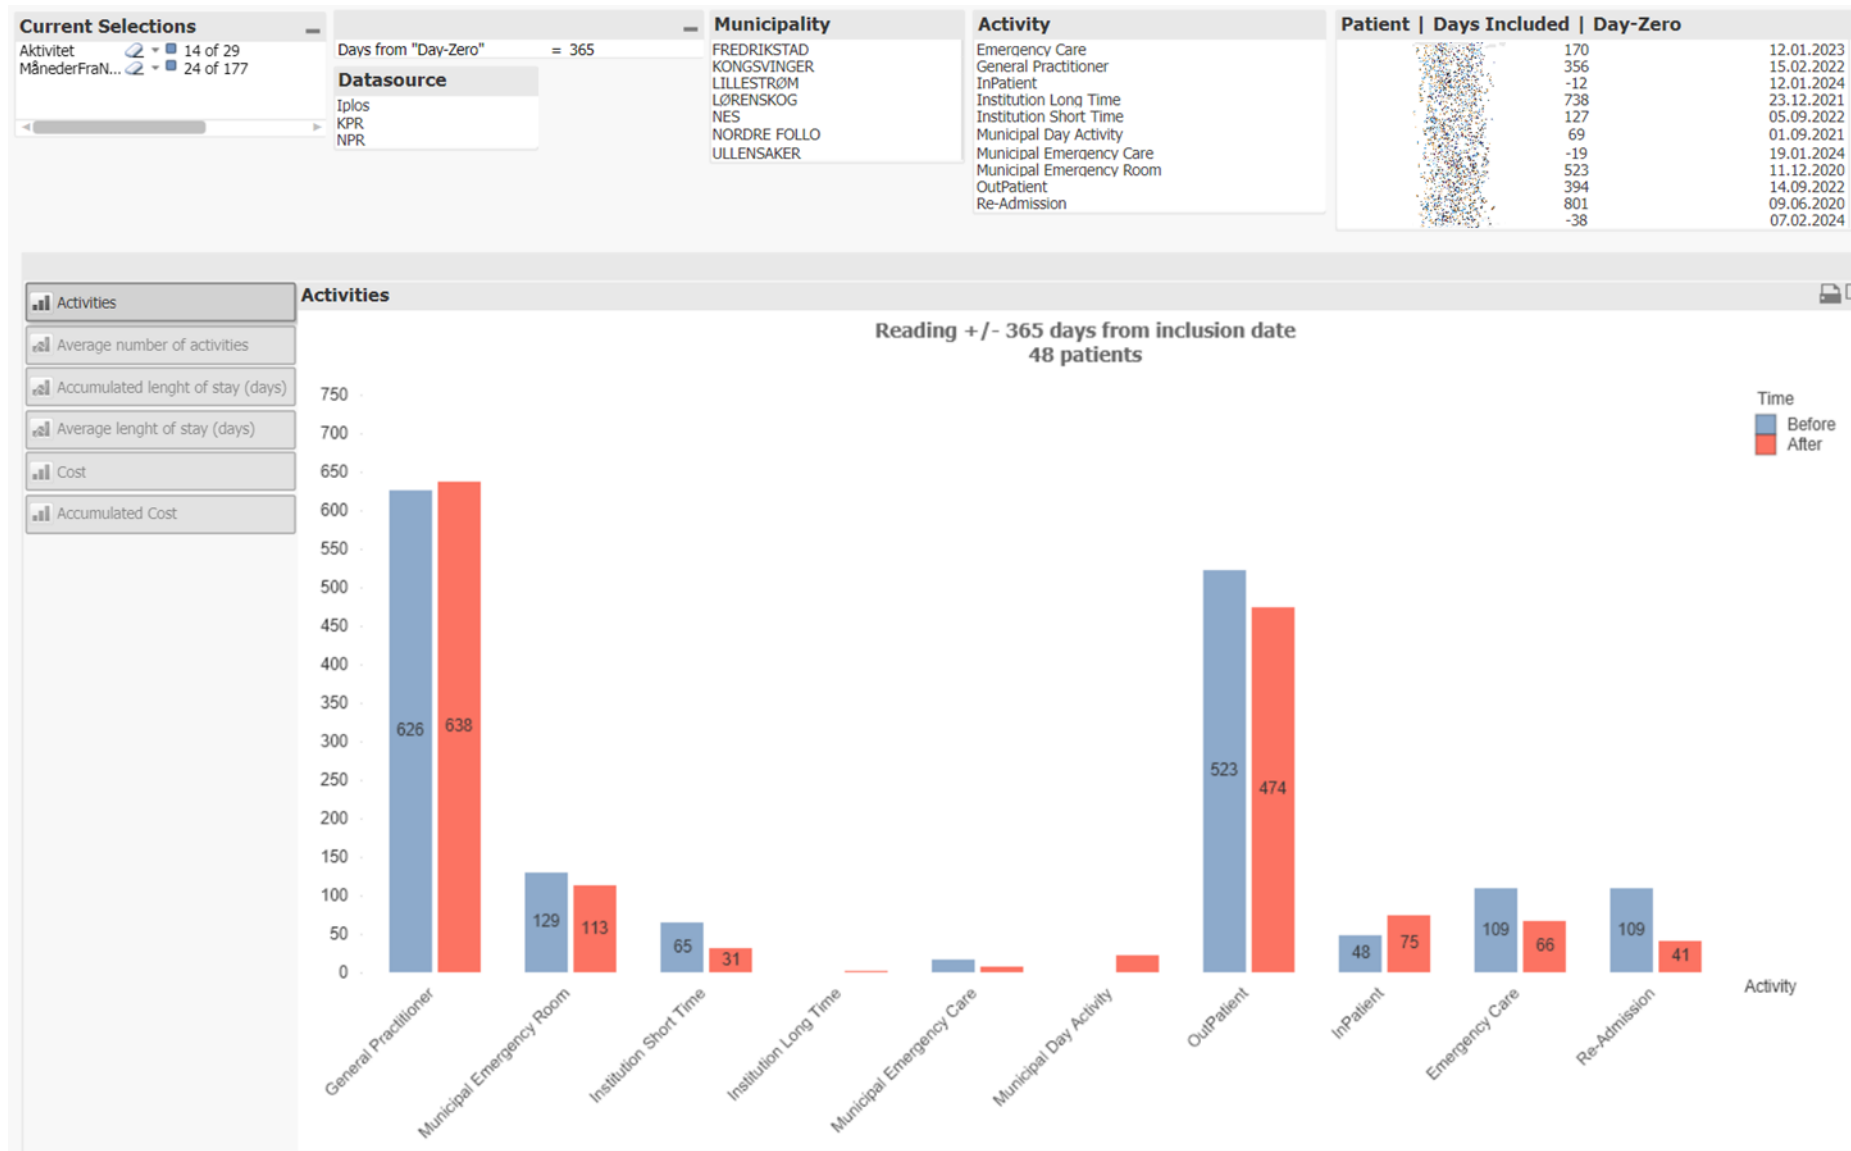 Current Selections
Aktivitet 14 of 29
MånederFraN... 24 of 177
Days from "Day-Zero" = 365
Datasource
Iplos
KPR
NPR
Municipality
FREDRIKSTAD
KONGSVINGER
LILLESTRØM
LØRENSKOG
NES
NORDRE FOLLO
ULLENSAKER
Activity
Emergency Care
General Practitioner
InPatient
Institution Long Time
Institution Short Time
Municipal Day Activity
Municipal Emergency Care
Municipal Emergency Room
OutPatient
Re-Admission
Patient | Days Included | Day-Zero
170 12.01.2023
356 15.02.2022
-12 12.01.2024
738 23.12.2021
127 05.09.2022
69 01.09.2021
-19 19.01.2024
523 11.12.2020
394 14.09.2022
801 09.06.2020
-38 07.02.2024
Activities
Average number of activities
Accumulated lenght of stay (days)
Average lenght of stay (days)
Cost
Accumulated Cost
Activities
Reading +/- 365 days from inclusion date
48 patients
Time
Before
After
750
700
650
600
550
500
450
400
350
300
250
200
150
100
50
0
626 638
129 113
65 31
523 474
48 75
109 66
109 41
General Practitioner
Municipal Emergency Room
Institution Short Time
Institution Long Time
Municipal Emergency Care
Municipal Day Activity
OutPatient
InPatient
Emergency Care
Re-Admission
Activity